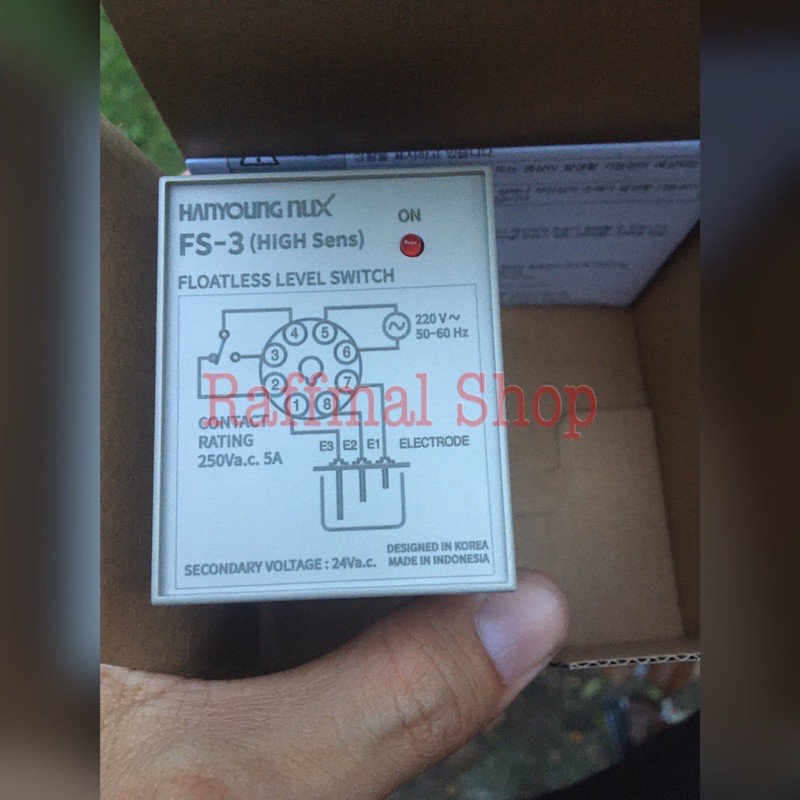 HANYOUNG nux
ON
FS-3 (HIGH Sens)
FLOATLESS LEVEL SWITCH
4 5
220 V~
50-60 Hz
3 6
2 7
1 8
Raffmal Shop
CONTACT
RATING
250Va.c. 5A
E3 E2 E1 ELECTRODE
SECONDARY VOLTAGE : 24Va.c.
DESIGNED IN KOREA
MADE IN INDONESIA